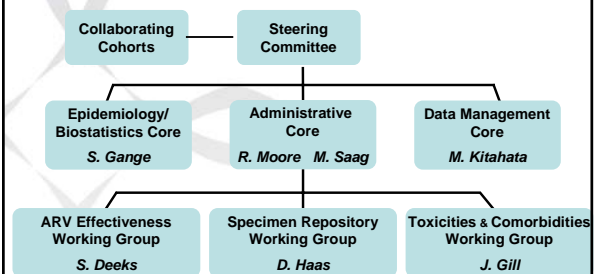 Collaborating
Cohorts
Steering
Committee
Epidemiology/
Biostatistics Core
S. Gange
Administrative
Core
R. Moore M. Saag
Data Management
Core
M. Kitahata
ARV Effectiveness
Working Group
S. Deeks
Specimen Repository
Working Group
D. Haas
Toxicities & Comorbidities
Working Group
J. Gill